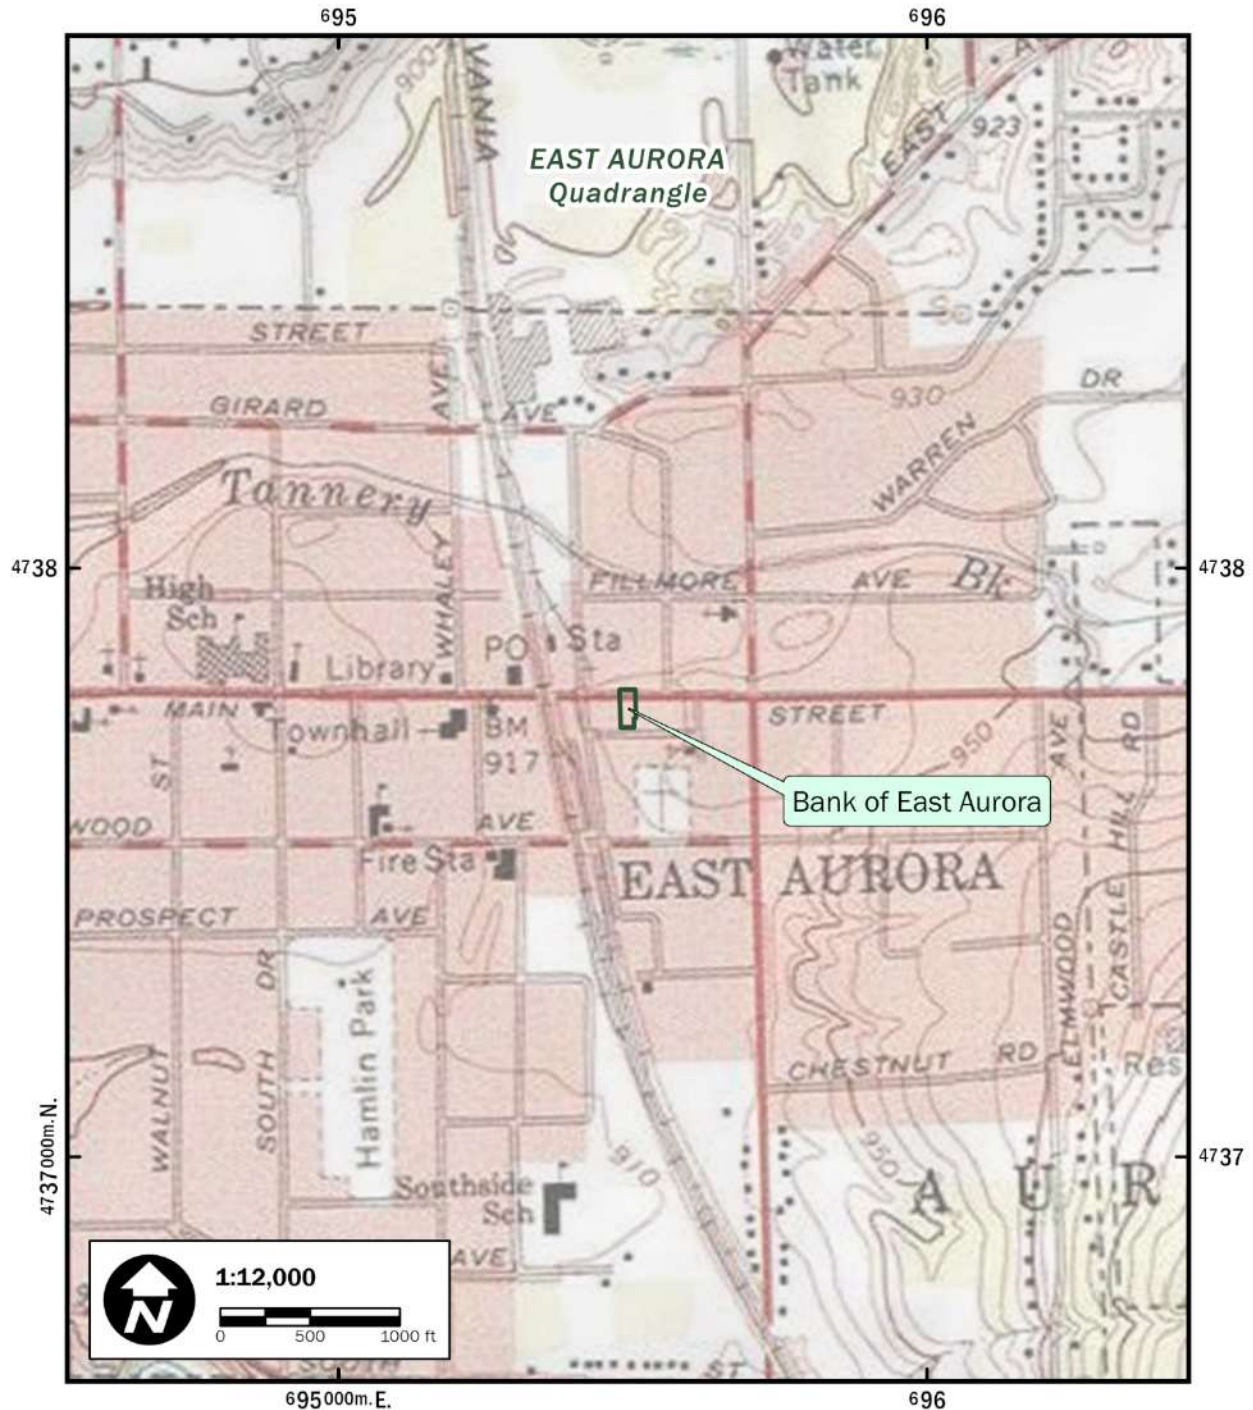 695
696
VANIA
Water
Tank
EAST
923
EAST AURORA
Quadrangle
STREET
GIRARD
AVE
AVE
930
DR
WARREN
Tannery
4738
4738
FILLMORE
AVE
Bk
WHALEY
High
Sch
PO
Sta
Library
MAIN
STREET
Townhall
BM
917
950
AVE
RD
ST
Bank of East Aurora
WOOD
AVE
Fire Sta
EAST AURORA
CASTLE HILL
PROSPECT
AVE
ELMWOOD
DR
Hamlin Park
CHESTNUT
RD
Res
WALNUT
SOUTH
910
950
4737000m.N.
4737
A U R
Southside
Sch
AVE
N
1:12,000
0 500 1000 ft
SOUTH
ST
695000m.E.
696